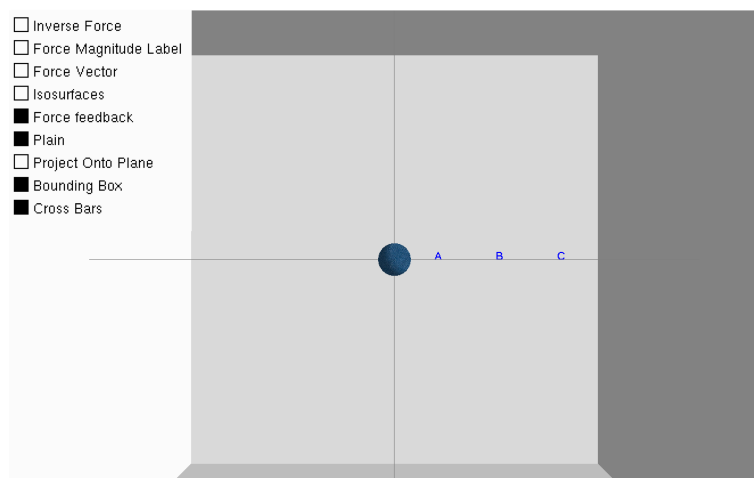 Inverse Force
Force Magnitude Label
Force Vector
Isosurfaces
Force feedback
Plain
Project Onto Plane
Bounding Box
Cross Bars
A B C